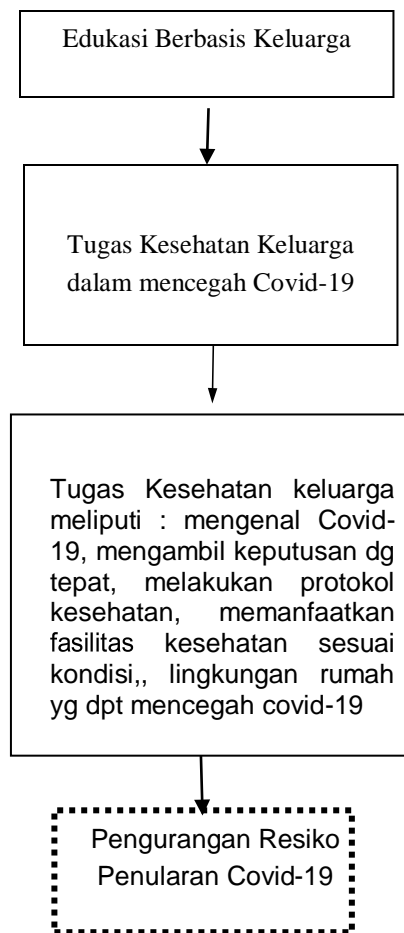 Edukasi Berbasis Keluarga
Tugas Kesehatan Keluarga
dalam mencegah Covid-19
Tugas Kesehatan keluarga
meliputi : mengenal Covid-
19, mengambil keputusan dg
tepat, melakukan protokol
kesehatan, memanfaatkan
fasilitas kesehatan sesuai
kondisi,, lingkungan rumah
yg dpt mencegah covid-19
Pengurangan Resiko
Penularan Covid-19